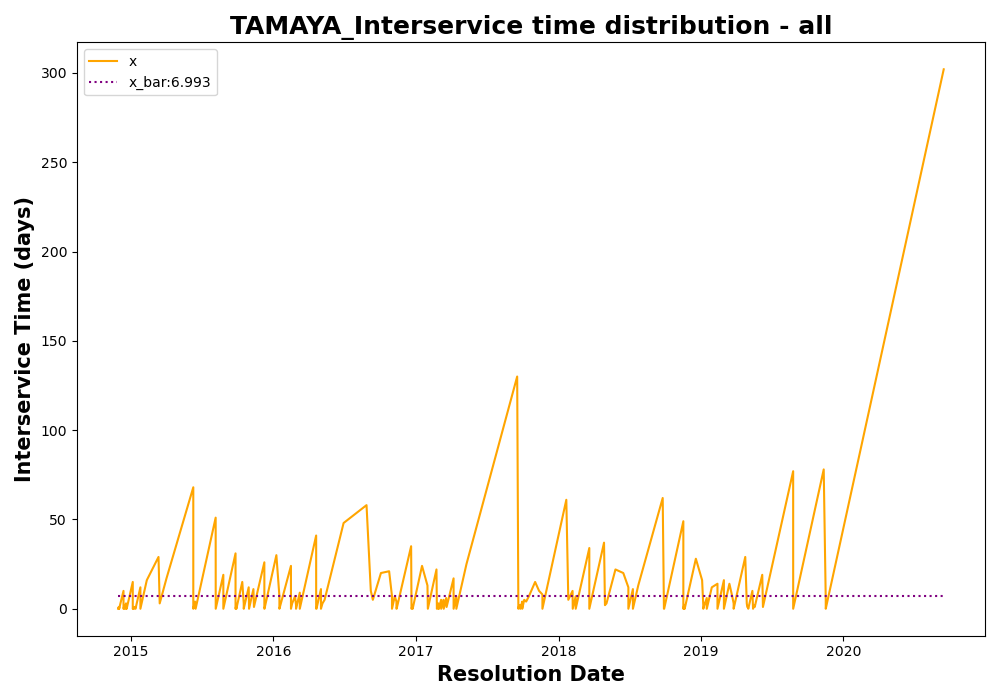 TAMAYA_Interservice time distribution - all
x
x_bar:6.993
Interservice Time (days)
300
250
200
150
100
50
0
2015 2016 2017 2018 2019 2020
Resolution Date